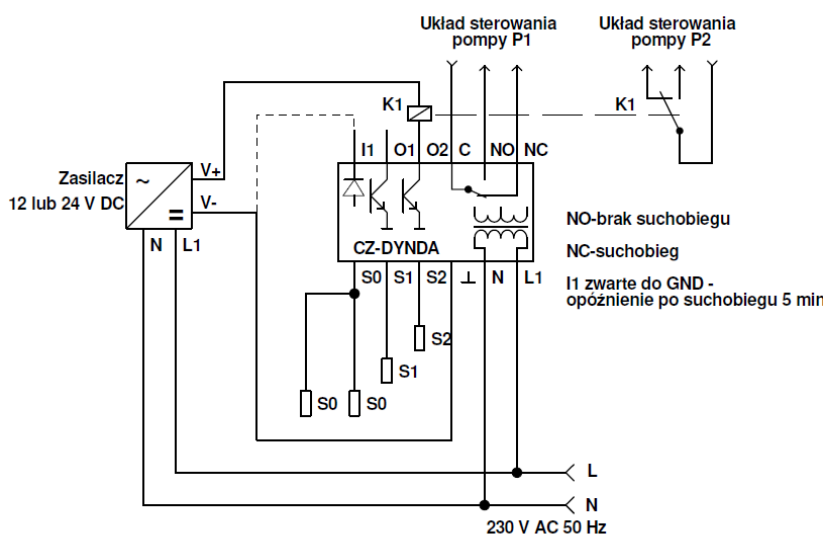 Układ sterowania
pompy P1
Układ sterowania
pompy P2
K1
K1
I1 O1 O2 C NO NC
Zasilacz
12 lub 24 V DC
~
=
V+
V-
N L1
CZ-DYNDA
NO-brak suchobiegu
NC-suchobieg
I1 zwarte do GND -
opóźnienie po suchobiegu 5 min
S0 S1 S2 ⊥ N L1
S2
S1
S0 S0
L
N
230 V AC 50 Hz